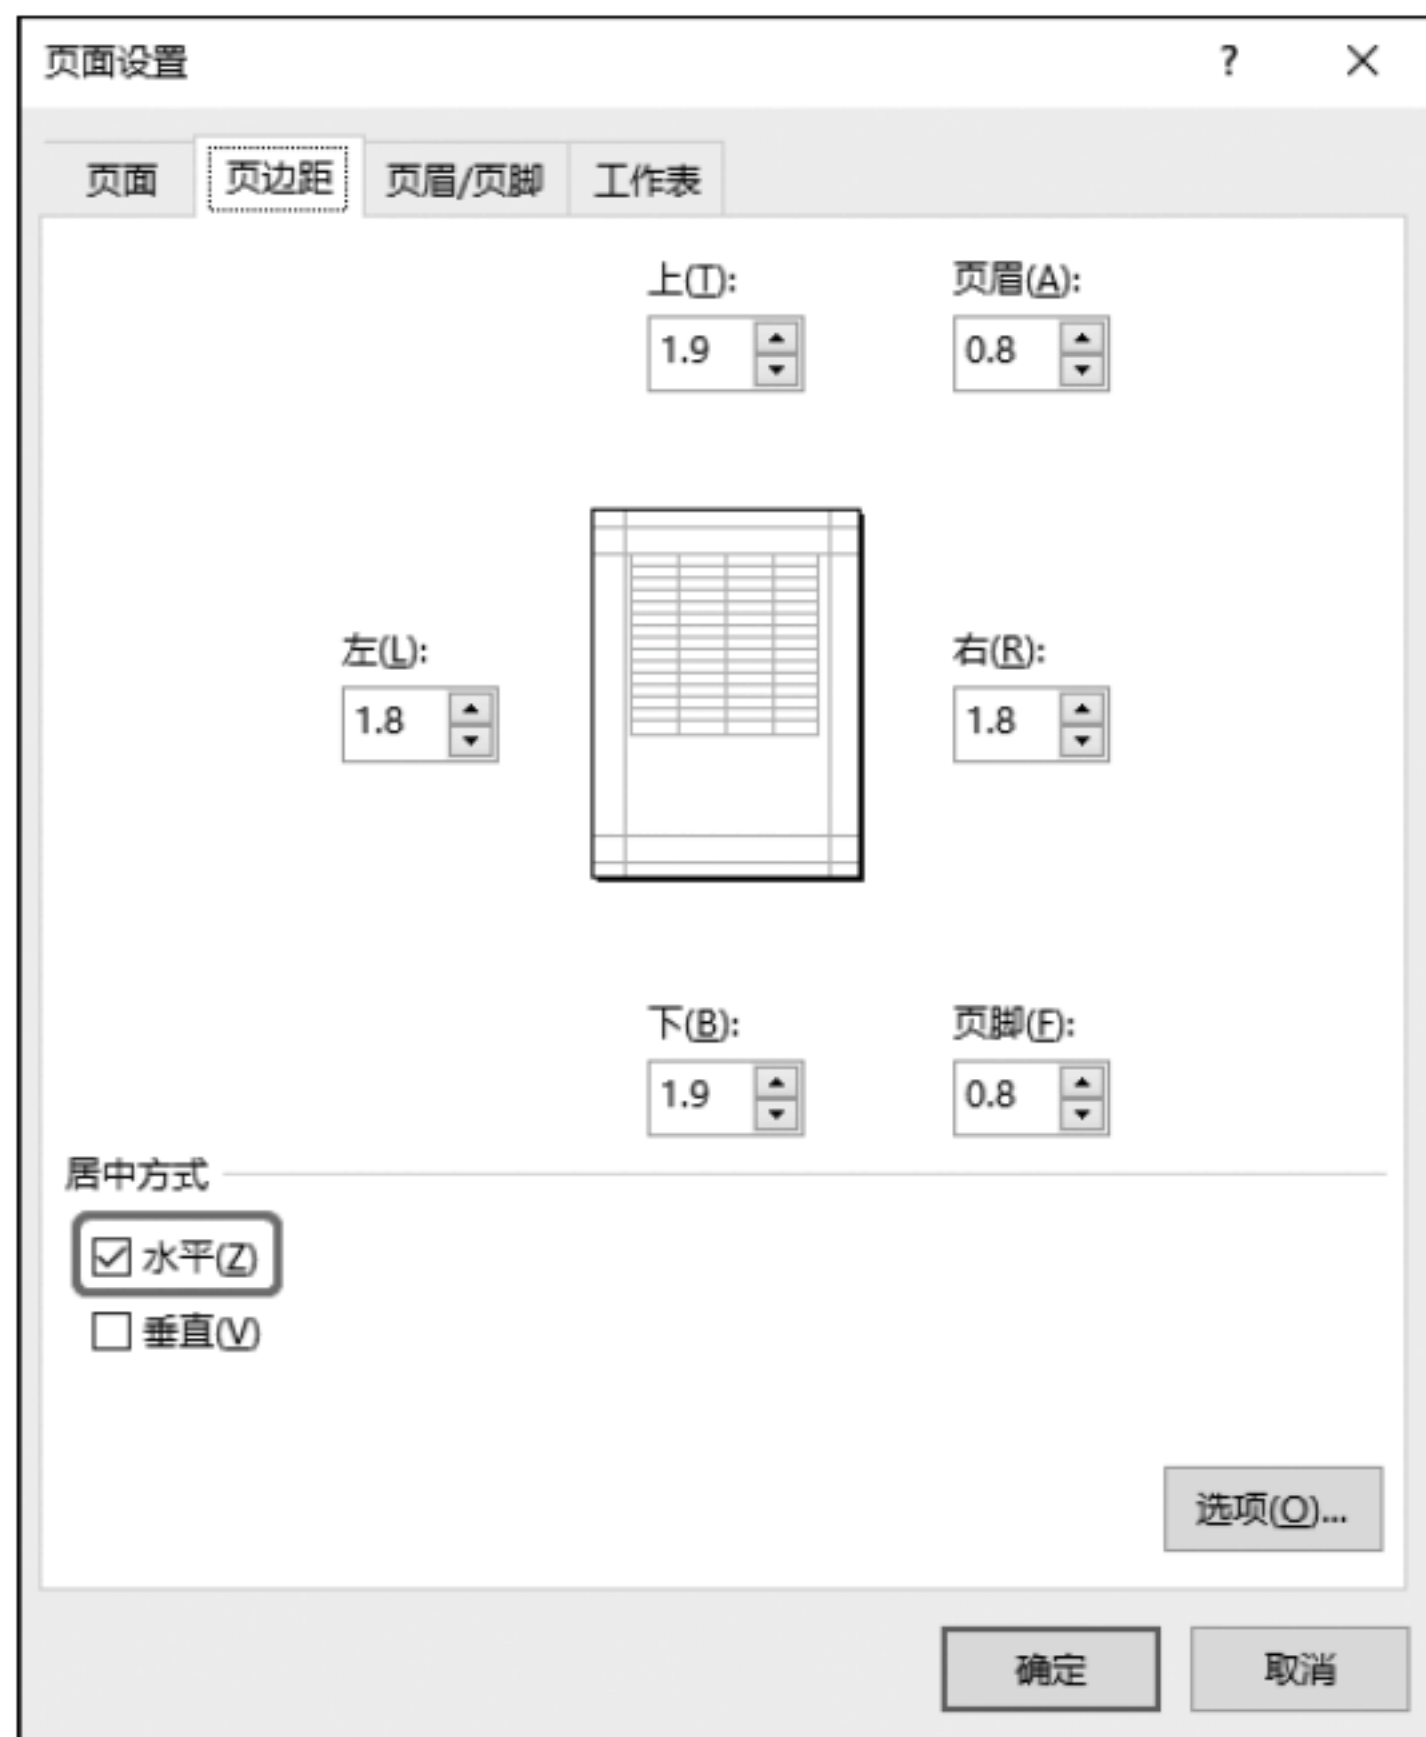 页面设置 ? ×
页面 页边距 页眉/页脚 工作表
上(T): 页眉(A):
1.9 0.8
左(L): 右(R):
1.8 1.8
下(B): 页脚(F):
1.9 0.8
居中方式
水平(Z)
垂直(V)
选项(O)...
确定 取消